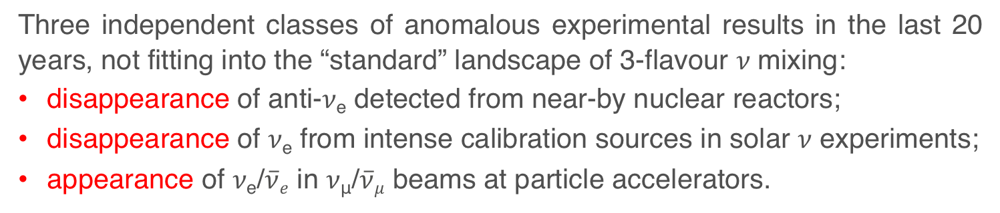 Three independent classes of anomalous experimental results in the last 20
years, not fitting into the “standard” landscape of 3-flavour ν mixing:
• disappearance of anti-νe detected from near-by nuclear reactors;
• disappearance of νe from intense calibration sources in solar ν experiments;
• appearance of νe/ν̄e in νμ/ν̄μ beams at particle accelerators.